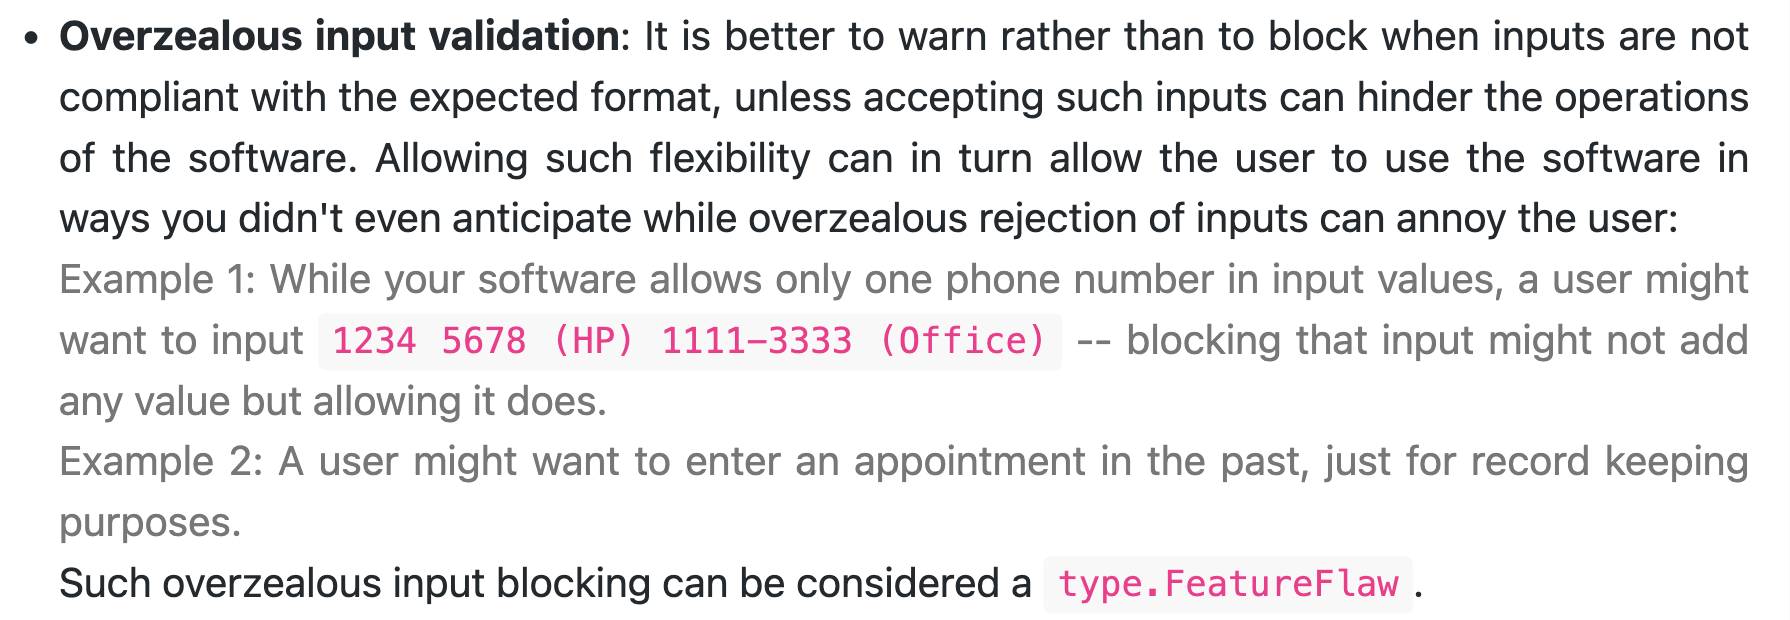 • Overzealous input validation: It is better to warn rather than to block when inputs are not
compliant with the expected format, unless accepting such inputs can hinder the operations
of the software. Allowing such flexibility can in turn allow the user to use the software in
ways you didn't even anticipate while overzealous rejection of inputs can annoy the user:
Example 1: While your software allows only one phone number in input values, a user might
want to input 1234 5678 (HP) 1111-3333 (Office) -- blocking that input might not add
any value but allowing it does.
Example 2: A user might want to enter an appointment in the past, just for record keeping
purposes.
Such overzealous input blocking can be considered a type.FeatureFlaw.